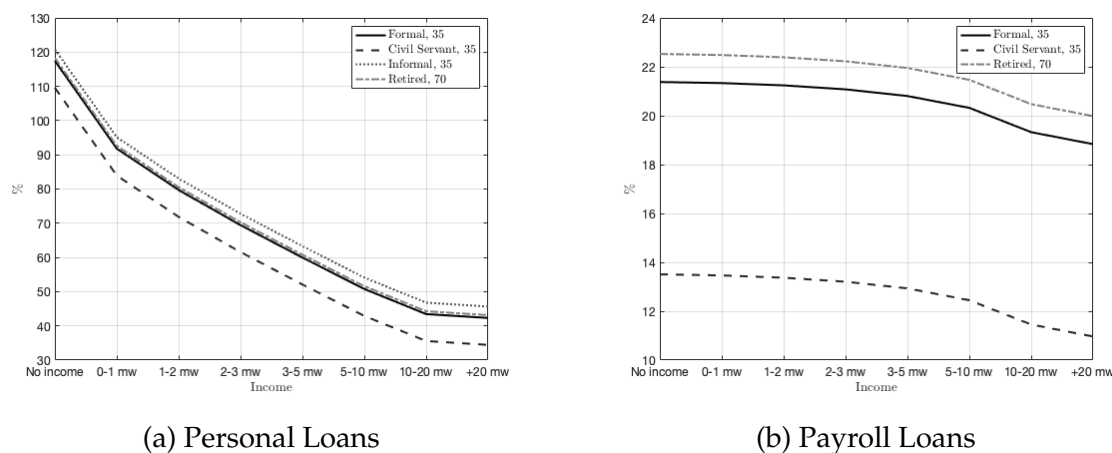 130
120
110
100
90
80
70
60
50
40
30
%
Formal, 35
Civil Servant, 35
Informal, 35
Retired, 70
No income 0-1 mw 1-2 mw 2-3 mw 3-5 mw 5-10 mw 10-20 mw +20 mw
Income
(a) Personal Loans
24
22
20
18
16
14
12
10
%
Formal, 35
Civil Servant, 35
Retired, 70
No income 0-1 mw 1-2 mw 2-3 mw 3-5 mw 5-10 mw 10-20 mw +20 mw
Income
(b) Payroll Loans